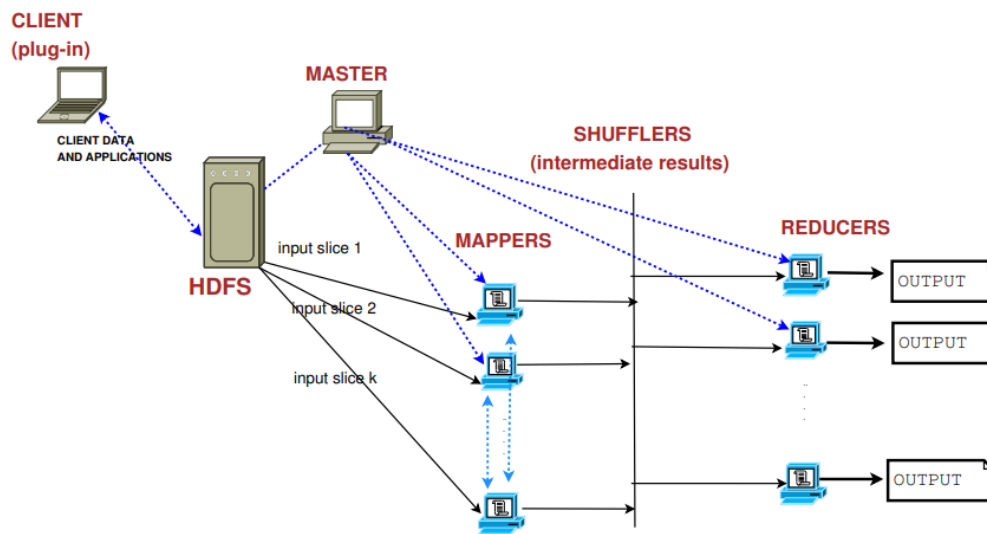 CLIENT
(plug-in)
MASTER
CLIENT DATA
AND APPLICATIONS
SHUFFLERS
(intermediate results)
input slice 1
MAPPERS
REDUCERS
HDFS
OUTPUT
input slice 2
OUTPUT
input slice k
OUTPUT